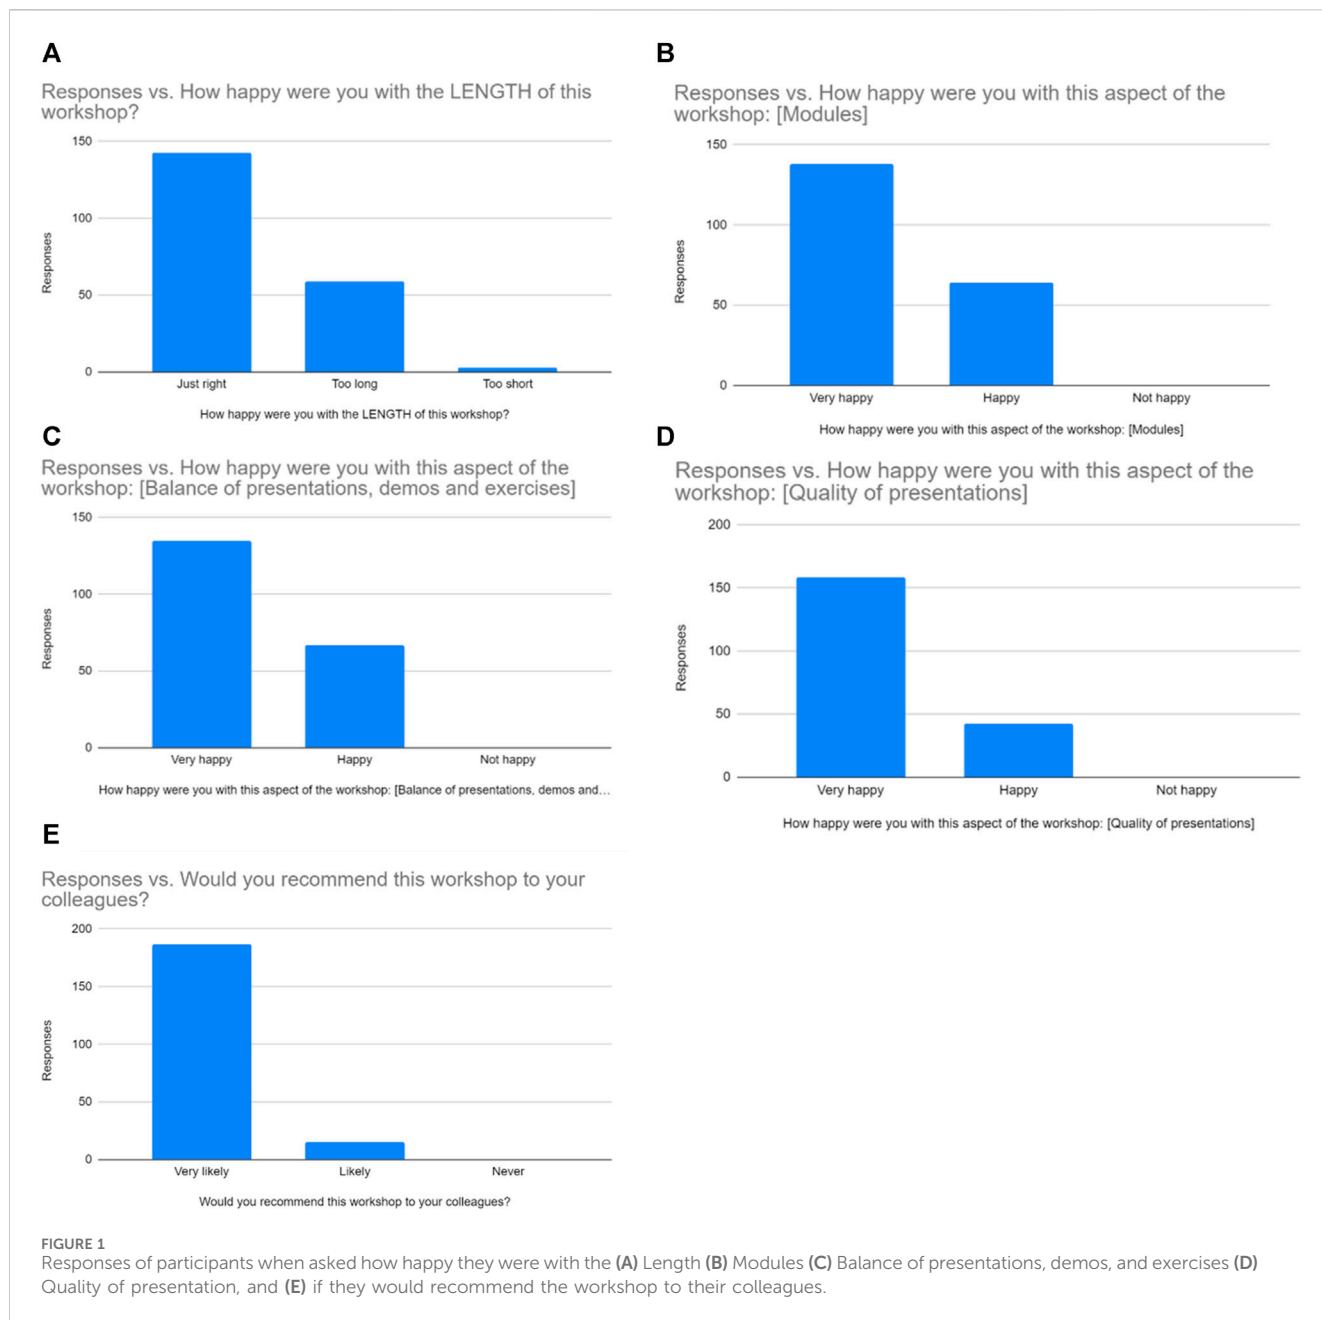 A
Responses vs. How happy were you with the LENGTH of this
workshop?
150
100
50
0
Responses
Just right
Too long
Too short
How happy were you with the LENGTH of this workshop?
B
Responses vs. How happy were you with this aspect of the
workshop: [Modules]
150
100
50
0
Responses
Very happy
Happy
Not happy
How happy were you with this aspect of the workshop: [Modules]
C
Responses vs. How happy were you with this aspect of the
workshop: [Balance of presentations, demos and exercises]
150
100
50
0
Responses
Very happy
Happy
Not happy
How happy were you with this aspect of the workshop: [Balance of presentations, demos and...
D
Responses vs. How happy were you with this aspect of the
workshop: [Quality of presentations]
200
150
100
50
0
Responses
Very happy
Happy
Not happy
How happy were you with this aspect of the workshop: [Quality of presentations]
E
Responses vs. Would you recommend this workshop to your
colleagues?
200
150
100
50
0
Responses
Very likely
Likely
Never
Would you recommend this workshop to your colleagues?
FIGURE 1
Responses of participants when asked how happy they were with the (A) Length (B) Modules (C) Balance of presentations, demos, and exercises (D)
Quality of presentation, and (E) if they would recommend the workshop to their colleagues.